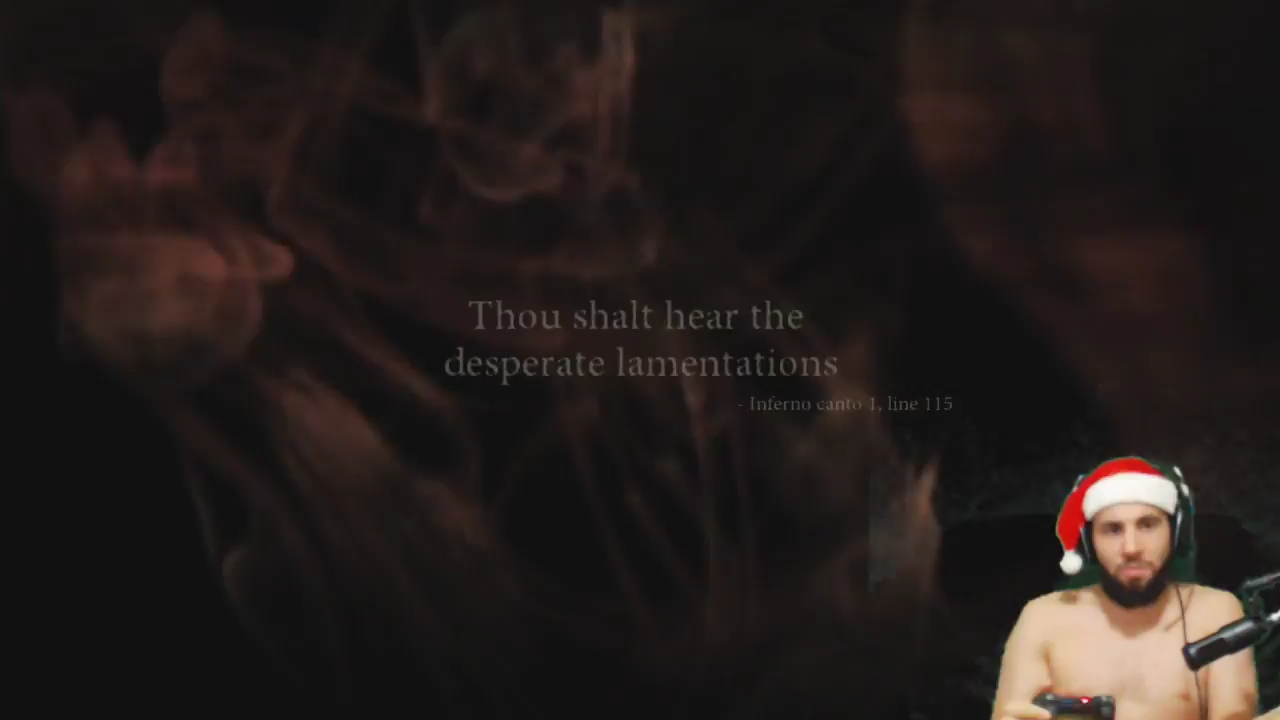 Thou shalt hear the
desperate lamentations
- Inferno canto 1, line 115